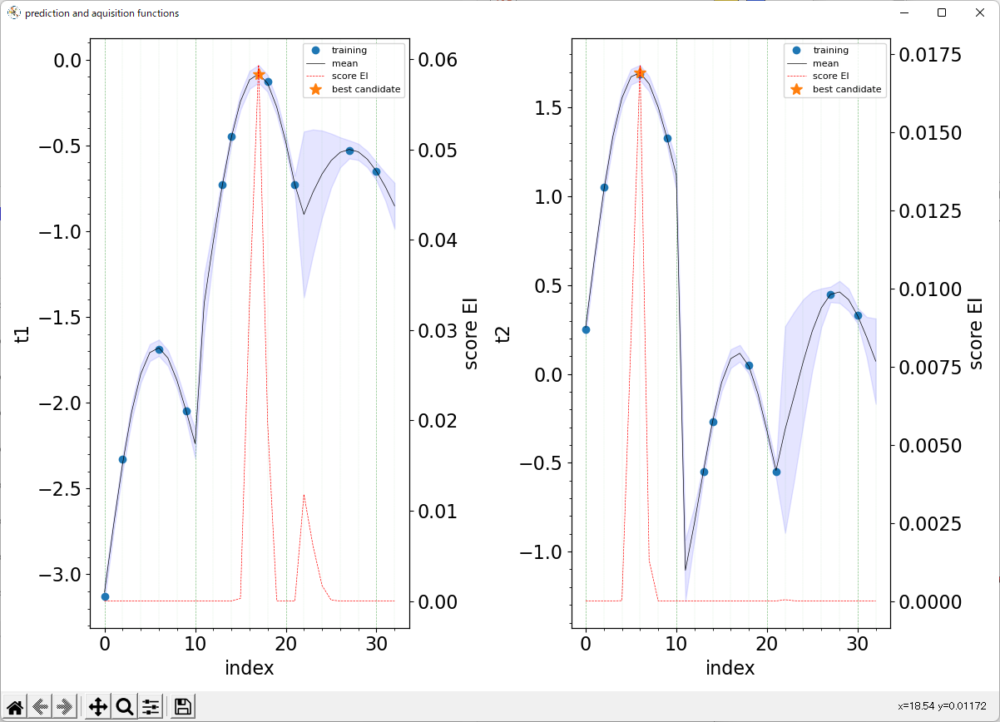 prediction and aquisition functions
training
mean
score EI
best candidate
0.0
−0.5
−1.0
−1.5
−2.0
−2.5
−3.0
t1
0.06
0.05
0.04
0.03
0.02
0.01
0.00
score EI
0
10
20
30
index
training
mean
score EI
best candidate
1.5
1.0
0.5
0.0
−0.5
−1.0
t2
0.0175
0.0150
0.0125
0.0100
0.0075
0.0050
0.0025
0.0000
score EI
0
10
20
30
index
x=18.54 y=0.01172